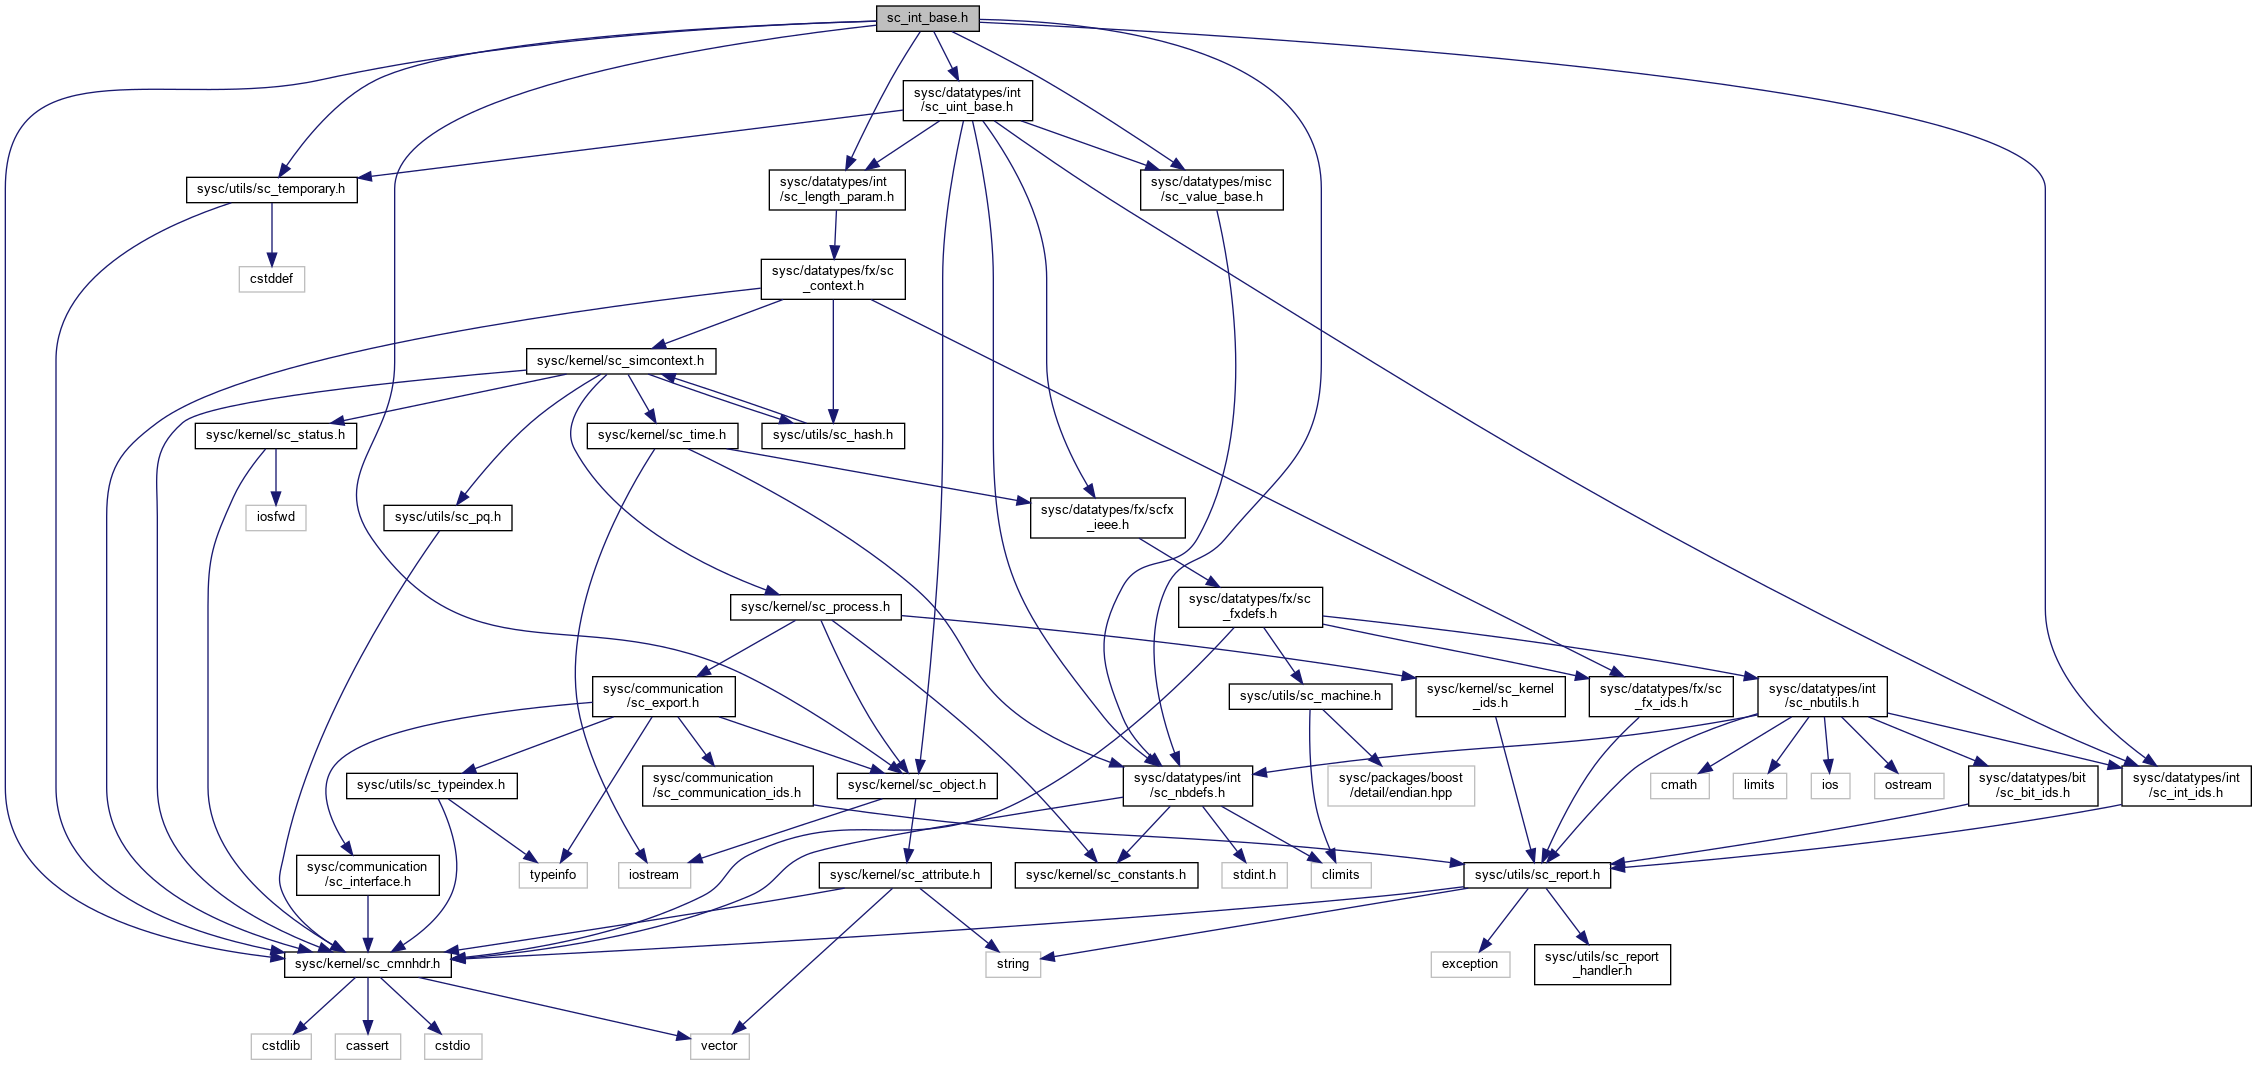 sc_int_base.h
sysc/datatypes/int
/sc_uint_base.h
sysc/utils/sc_temporary.h
sysc/datatypes/int
/sc_length_param.h
sysc/datatypes/misc
/sc_value_base.h
cstddef
sysc/datatypes/fx/sc
_context.h
sysc/kernel/sc_simcontext.h
sysc/kernel/sc_status.h
sysc/kernel/sc_time.h
sysc/utils/sc_hash.h
iosfwd
sysc/utils/sc_pq.h
sysc/datatypes/fx/scfx
_ieee.h
sysc/kernel/sc_process.h
sysc/datatypes/fx/sc
_fxdefs.h
sysc/communication
/sc_export.h
sysc/utils/sc_machine.h
sysc/kernel/sc_kernel
_ids.h
sysc/datatypes/fx/sc
_fx_ids.h
sysc/datatypes/int
/sc_nbutils.h
sysc/utils/sc_typeindex.h
sysc/communication
/sc_communication_ids.h
sysc/kernel/sc_object.h
sysc/datatypes/int
/sc_nbdefs.h
sysc/packages/boost
/detail/endian.hpp
cmath
limits
ios
ostream
sysc/datatypes/bit
/sc_bit_ids.h
sysc/datatypes/int
/sc_int_ids.h
sysc/communication
/sc_interface.h
typeinfo
iostream
sysc/kernel/sc_attribute.h
sysc/kernel/sc_constants.h
stdint.h
climits
sysc/utils/sc_report.h
sysc/kernel/sc_cmnhdr.h
string
exception
sysc/utils/sc_report
_handler.h
cstdlib
cassert
cstdio
vector